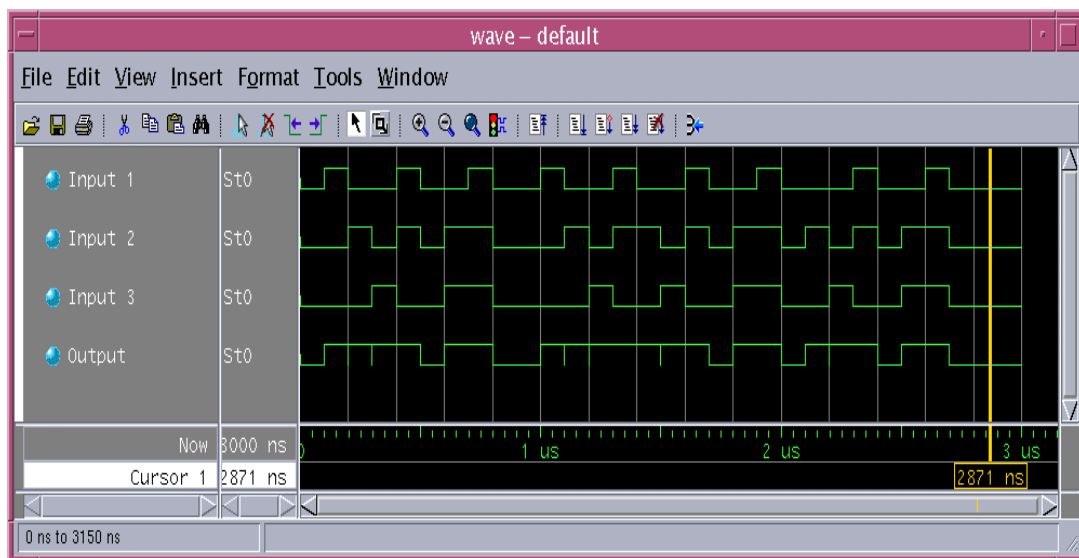 wave – default
File Edit View Insert Format Tools Window
Input 1 St0
Input 2 St0
Input 3 St0
Output St0
Now 3000 ns 0 1 us 2 us 3 us
Cursor 1 2871 ns 2871 ns
0 ns to 3150 ns